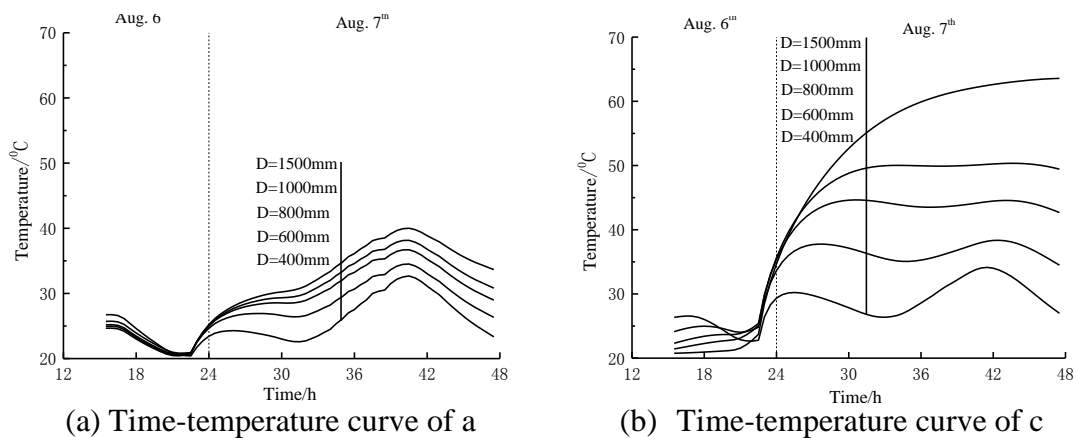 Aug. 6
Aug. 7th
70
60
50
40
30
20
12
18
24
30
36
42
48
Temperature/⁰C
Time/h
D=1500mm
D=1000mm
D=800mm
D=600mm
D=400mm
(a) Time-temperature curve of a
Aug. 6th
Aug. 7th
70
60
50
40
30
20
12
18
24
30
36
42
48
Temperature/⁰C
Time/h
D=1500mm
D=1000mm
D=800mm
D=600mm
D=400mm
(b) Time-temperature curve of c